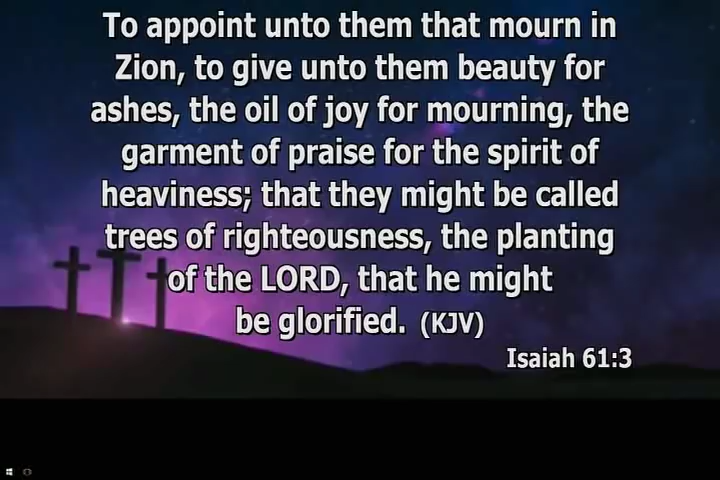 To appoint unto them that mourn in
Zion, to give unto them beauty for
ashes, the oil of joy for mourning, the
garment of praise for the spirit of
heaviness; that they might be called
trees of righteousness, the planting
of the LORD, that he might
be glorified. (KJV)
Isaiah 61:3